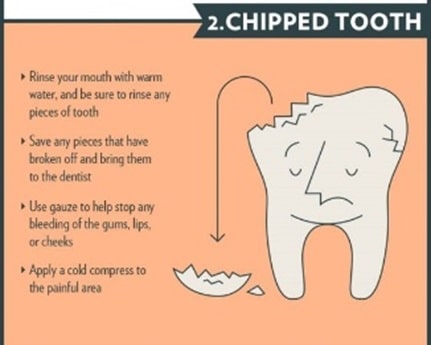 2. CHIPPED TOOTH
‣ Rinse your mouth with warm
water, and be sure to rinse any
pieces of tooth
‣ Save any pieces that have
broken off and bring them
to the dentist
‣ Use gauze to help stop any
bleeding of the gums, lips,
or cheeks
‣ Apply a cold compress to
the painful area